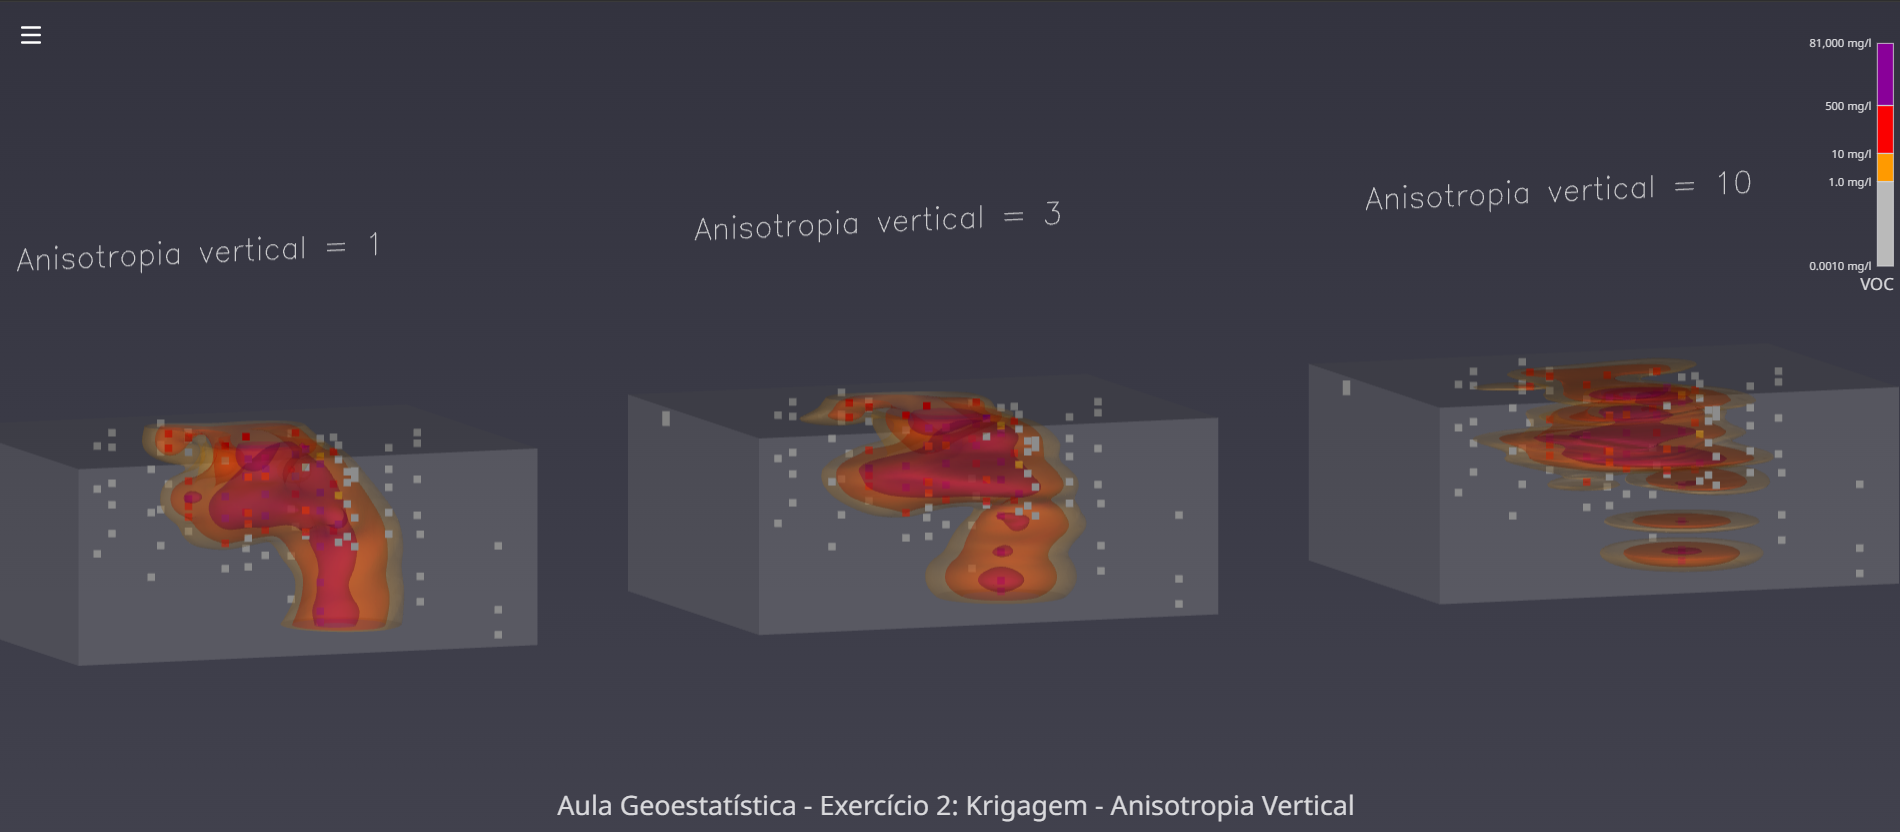 81,000 mg/l
500 mg/l
10 mg/l
1.0 mg/l
0.0010 mg/l
VOC
Anisotropia vertical = 1
Anisotropia vertical = 3
Anisotropia vertical = 10
Aula Geoestatística - Exercício 2: Krigagem - Anisotropia Vertical